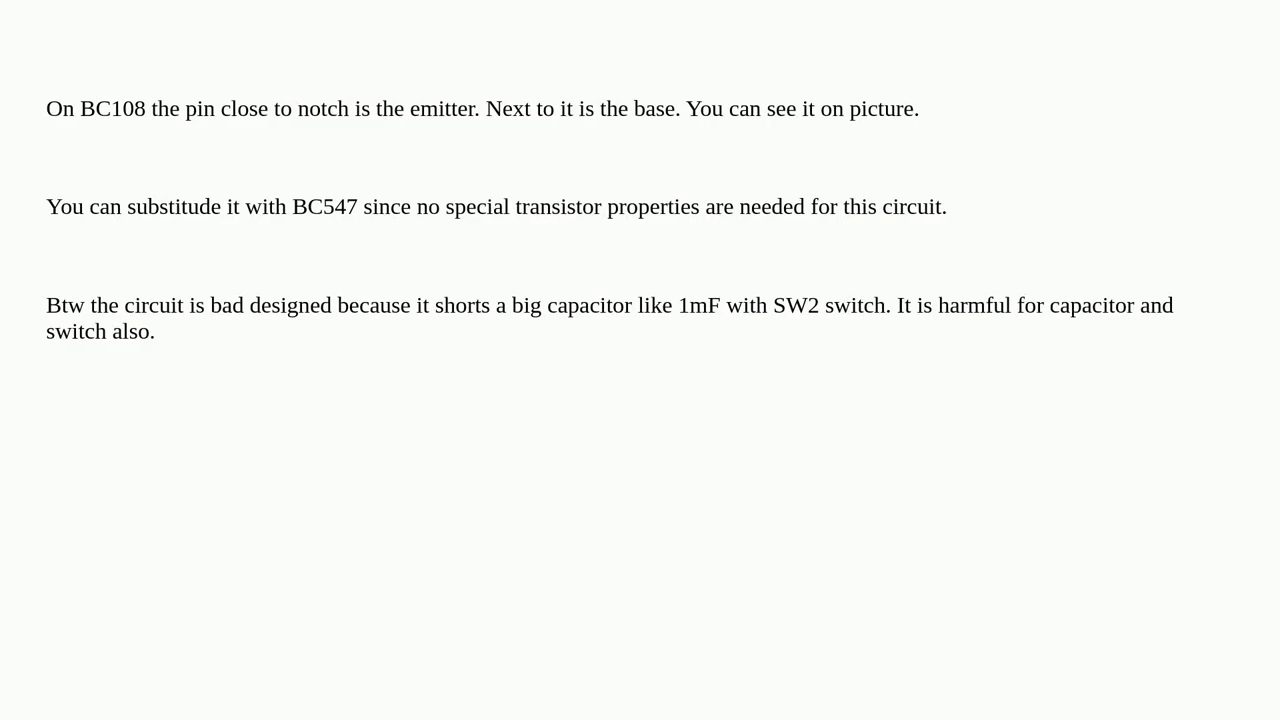 On BC108 the pin close to notch is the emitter. Next to it is the base. You can see it on picture.
You can substitude it with BC547 since no special transistor properties are needed for this circuit.
Btw the circuit is bad designed because it shorts a big capacitor like 1mF with SW2 switch. It is harmful for capacitor and
switch also.